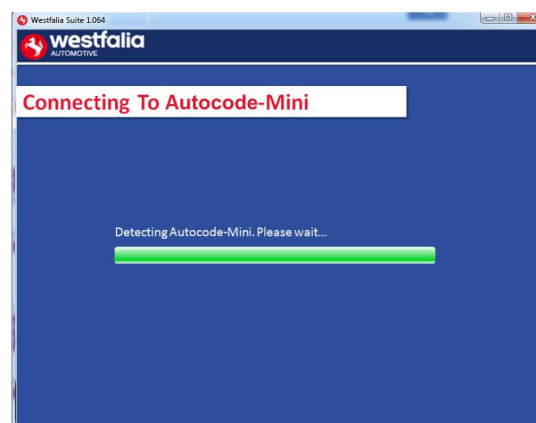 Westfalia Suite 1.064
westfalia
AUTOMOTIVE
Connecting To Autocode-Mini
Detecting Autocode-Mini. Please wait...